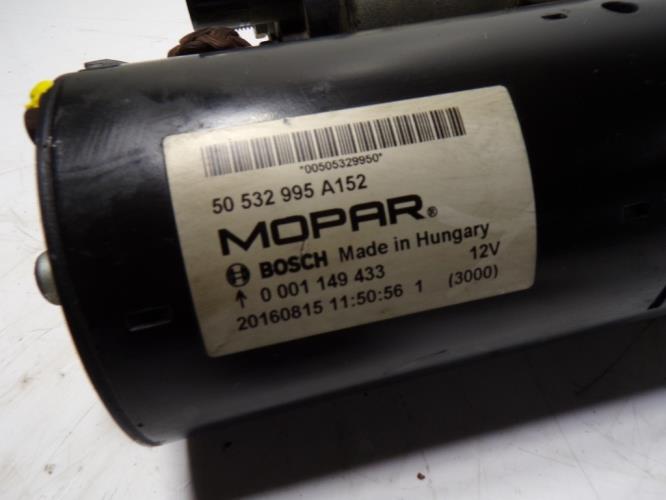 *00505329950*
50 532 995 A152
MOPAR®
BOSCH Made in Hungary
↑ 0 001 149 433 12V
20160815 11:50:56 1 (3000)